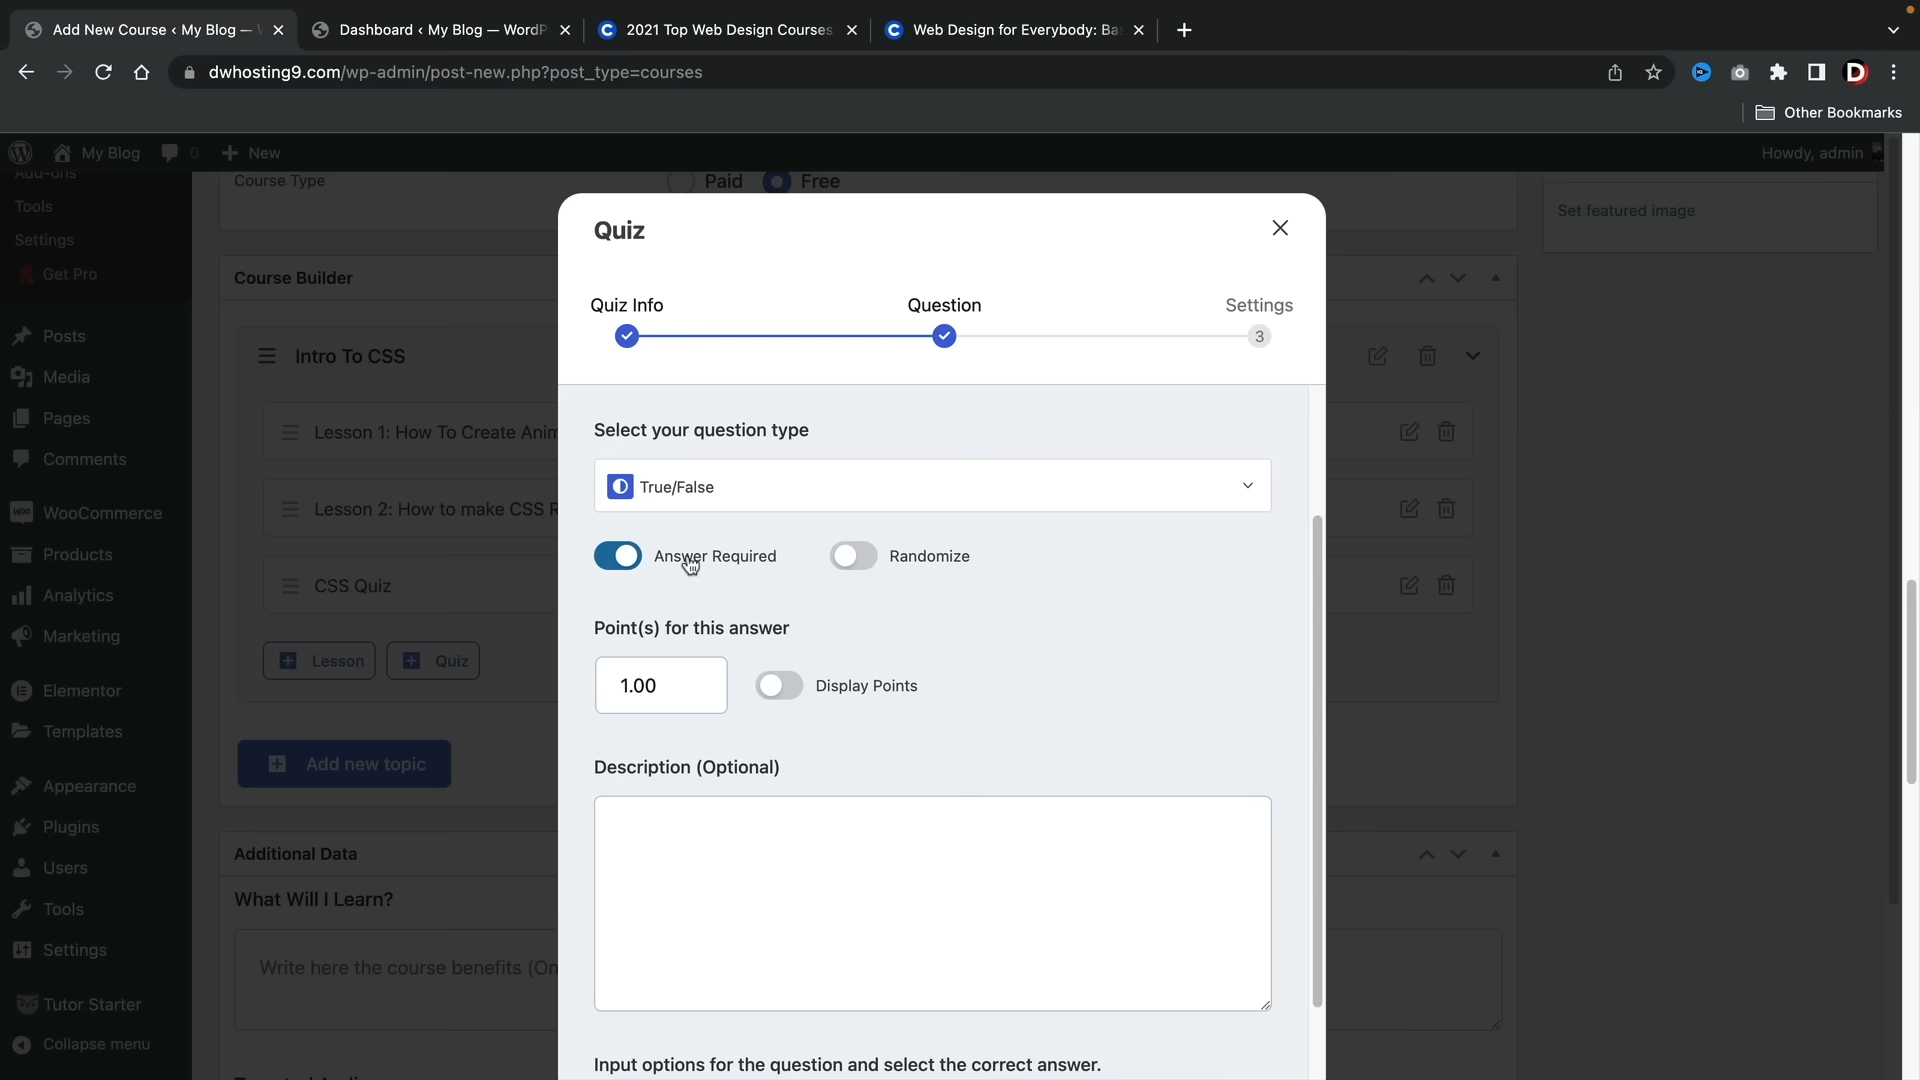 Add New Course ‹ My Blog —
Dashboard ‹ My Blog — WordP
2021 Top Web Design Courses
Web Design for Everybody: Ba
dwhosting9.com/wp-admin/post-new.php?post_type=courses
Other Bookmarks
My Blog
0
New
Howdy, admin
Add-ons
Tools
Settings
Get Pro
Posts
Media
Pages
Comments
WooCommerce
Products
Analytics
Marketing
Elementor
Templates
Appearance
Plugins
Users
Tools
Settings
Tutor Starter
Collapse menu
Course Type
Paid
Free
Set featured image
Course Builder
Intro To CSS
Lesson 1: How To Create Anim
Lesson 2: How to make CSS R
CSS Quiz
Lesson
Quiz
Add new topic
Additional Data
What Will I Learn?
Write here the course benefits (On
Quiz
Quiz Info
Question
Settings
3
Select your question type
True/False
Answer Required
Randomize
Point(s) for this answer
1.00
Display Points
Description (Optional)
Input options for the question and select the correct answer.